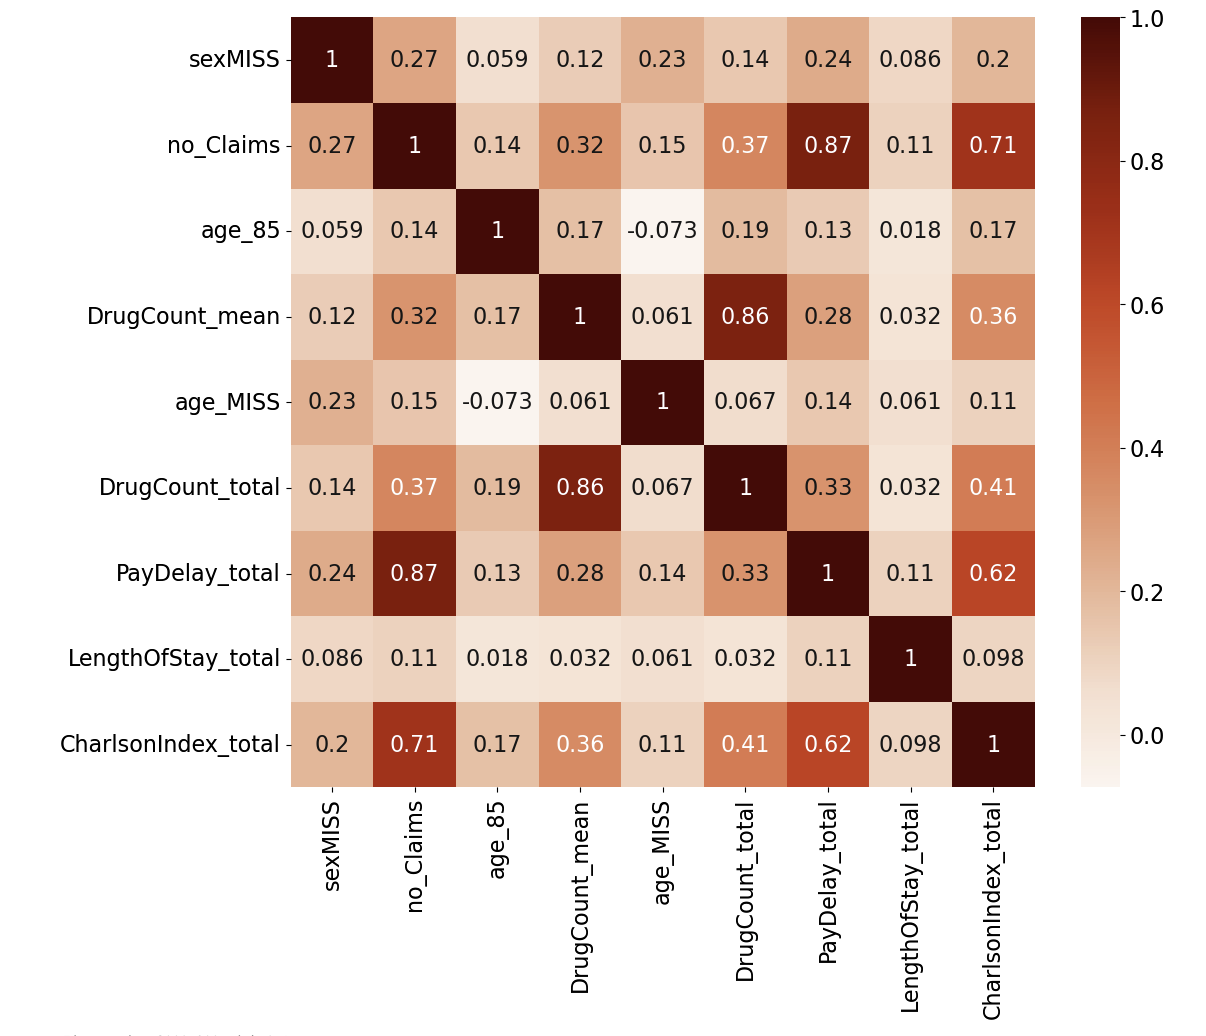 sexMISS 1 0.27 0.059 0.12 0.23 0.14 0.24 0.086 0.2
no_Claims 0.27 1 0.14 0.32 0.15 0.37 0.87 0.11 0.71
age_85 0.059 0.14 1 0.17 -0.073 0.19 0.13 0.018 0.17
DrugCount_mean 0.12 0.32 0.17 1 0.061 0.86 0.28 0.032 0.36
age_MISS 0.23 0.15 -0.073 0.061 1 0.067 0.14 0.061 0.11
DrugCount_total 0.14 0.37 0.19 0.86 0.067 1 0.33 0.032 0.41
PayDelay_total 0.24 0.87 0.13 0.28 0.14 0.33 1 0.11 0.62
LengthOfStay_total 0.086 0.11 0.018 0.032 0.061 0.032 0.11 1 0.098
CharlsonIndex_total 0.2 0.71 0.17 0.36 0.11 0.41 0.62 0.098 1
sexMISS
no_Claims
age_85
DrugCount_mean
age_MISS
DrugCount_total
PayDelay_total
LengthOfStay_total
CharlsonIndex_total
1.0
0.8
0.6
0.4
0.2
0.0